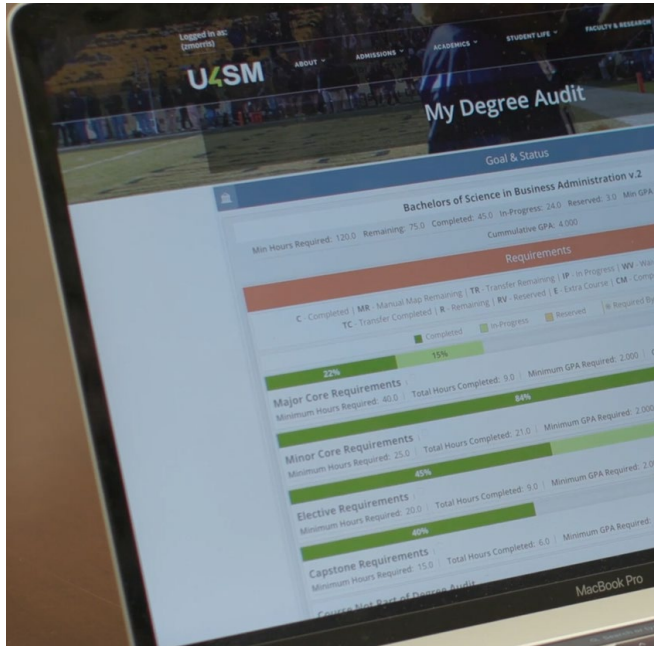 Logged in as:
(zmorris)
U4SM
ABOUT
ADMISSIONS
ACADEMICS
STUDENT LIFE
FACULTY & RESEARCH
My Degree Audit
Goal & Status
Bachelors of Science in Business Administration v.2
Min Hours Required: 120.0 Remaining: 75.0 Completed: 45.0 In-Progress: 24.0 Reserved: 3.0 Min GPA
Cummulative GPA: 4.000
Requirements
C - Completed | MR - Manual Map Remaining | TR - Transfer Remaining | IP - In Progress | WV - Wai
TC - Transfer Completed | R - Remaining | RV - Reserved | E - Extra Course | CM - Comp
Completed In-Progress Reserved # Required By
22% 15%
Major Core Requirements
Minimum Hours Required: 40.0 | Total Hours Completed: 9.0 | Minimum GPA Required: 2.000
84%
Minor Core Requirements
Minimum Hours Required: 25.0 | Total Hours Completed: 21.0 | Minimum GPA Required: 2.000
45%
Elective Requirements
Minimum Hours Required: 20.0 | Total Hours Completed: 9.0 | Minimum GPA Required: 2.0
40%
Capstone Requirements
Minimum Hours Required: 15.0 | Total Hours Completed: 6.0 | Minimum GPA Required:
Course Not Part of Degree Audit
MacBook Pro